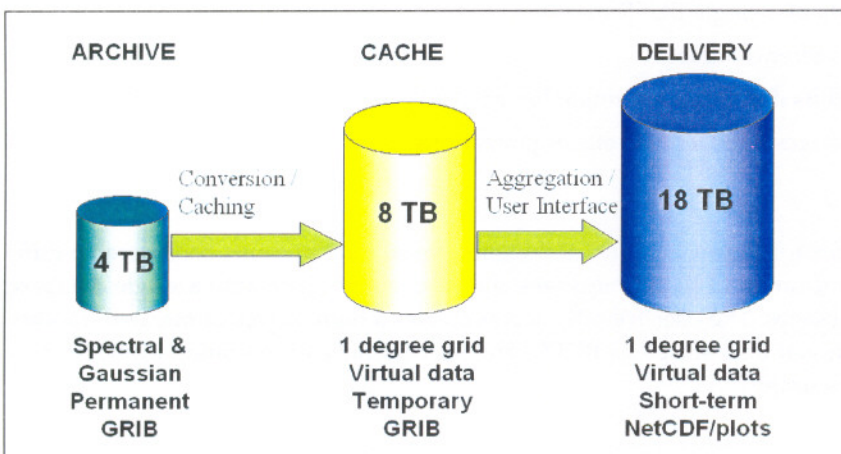 ARCHIVE
CACHE
DELIVERY
Conversion /
Caching
Aggregation /
User Interface
4 TB
8 TB
18 TB
Spectral &
Gaussian
Permanent
GRIB
1 degree grid
Virtual data
Temporary
GRIB
1 degree grid
Virtual data
Short-term
NetCDF/plots